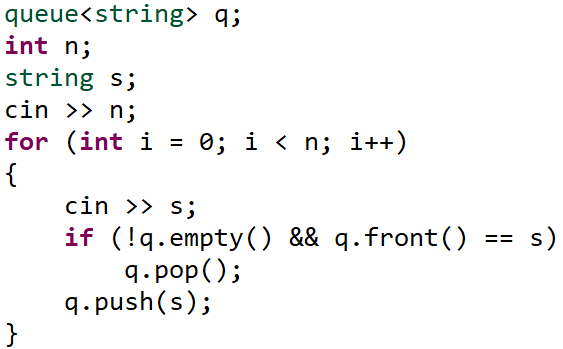 queue<string> q;
int n;
string s;
cin >> n;
for (int i = 0; i < n; i++)
{
    cin >> s;
    if (!q.empty() && q.front() == s)
        q.pop();
    q.push(s);
}